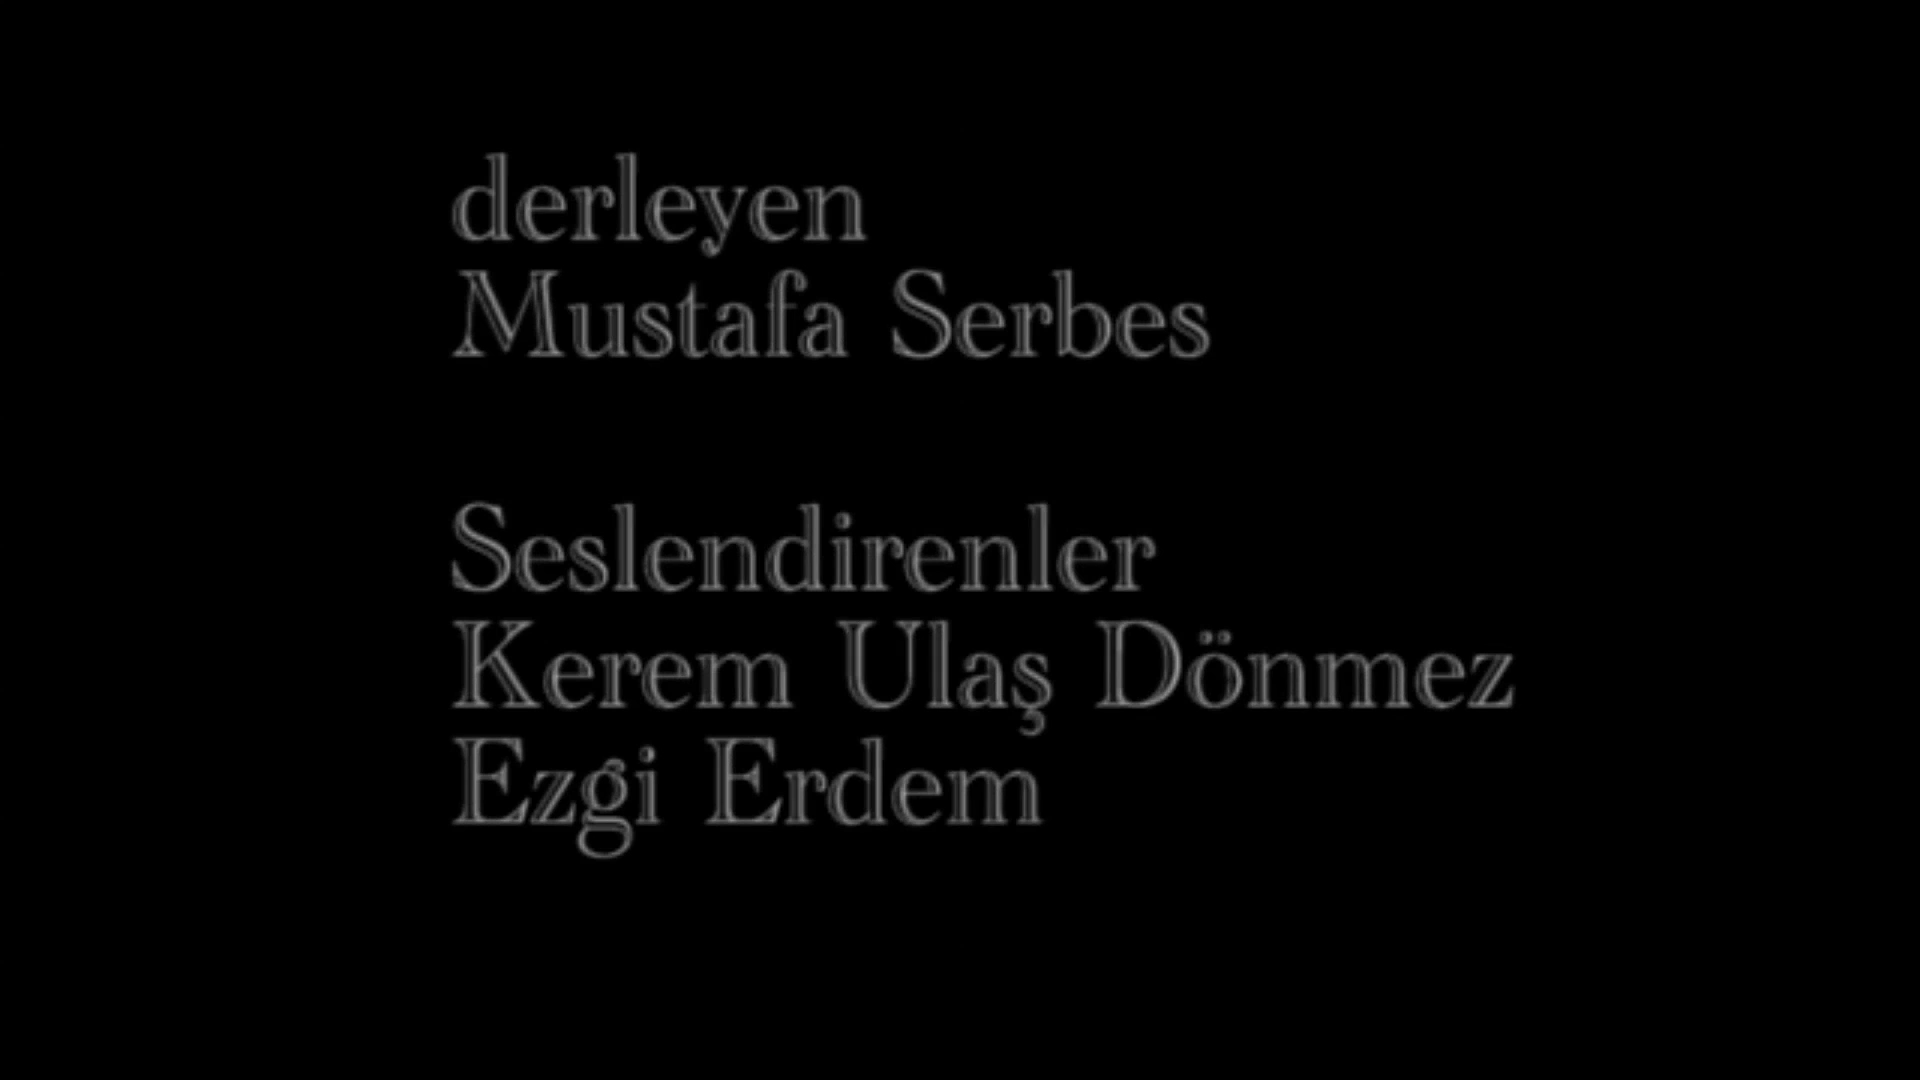 derleyen
Mustafa Serbes
Seslendirenler
Kerem Ulaş Dönmez
Ezgi Erdem